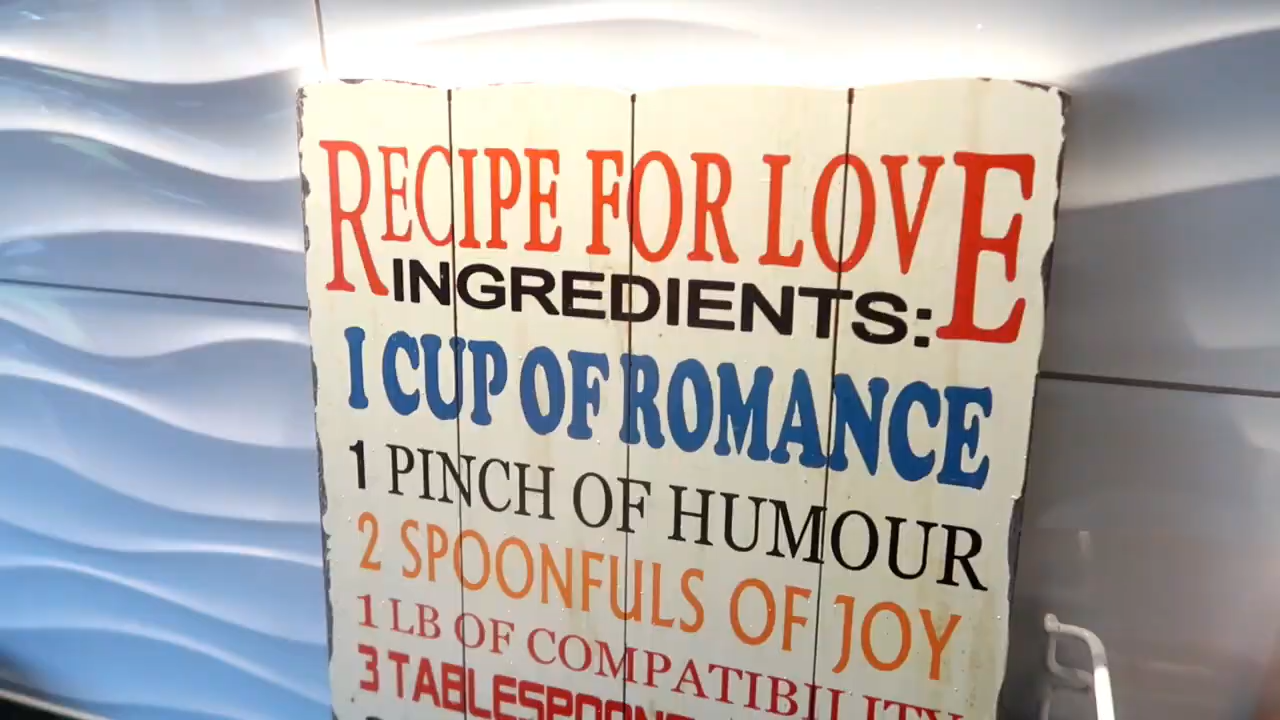 RECIPE FOR LOVE
INGREDIENTS:
1 CUP OF ROMANCE
1 PINCH OF HUMOUR
2 SPOONFULS OF JOY
1 LB OF COMPATIBILITY
3 TABLESPOONS